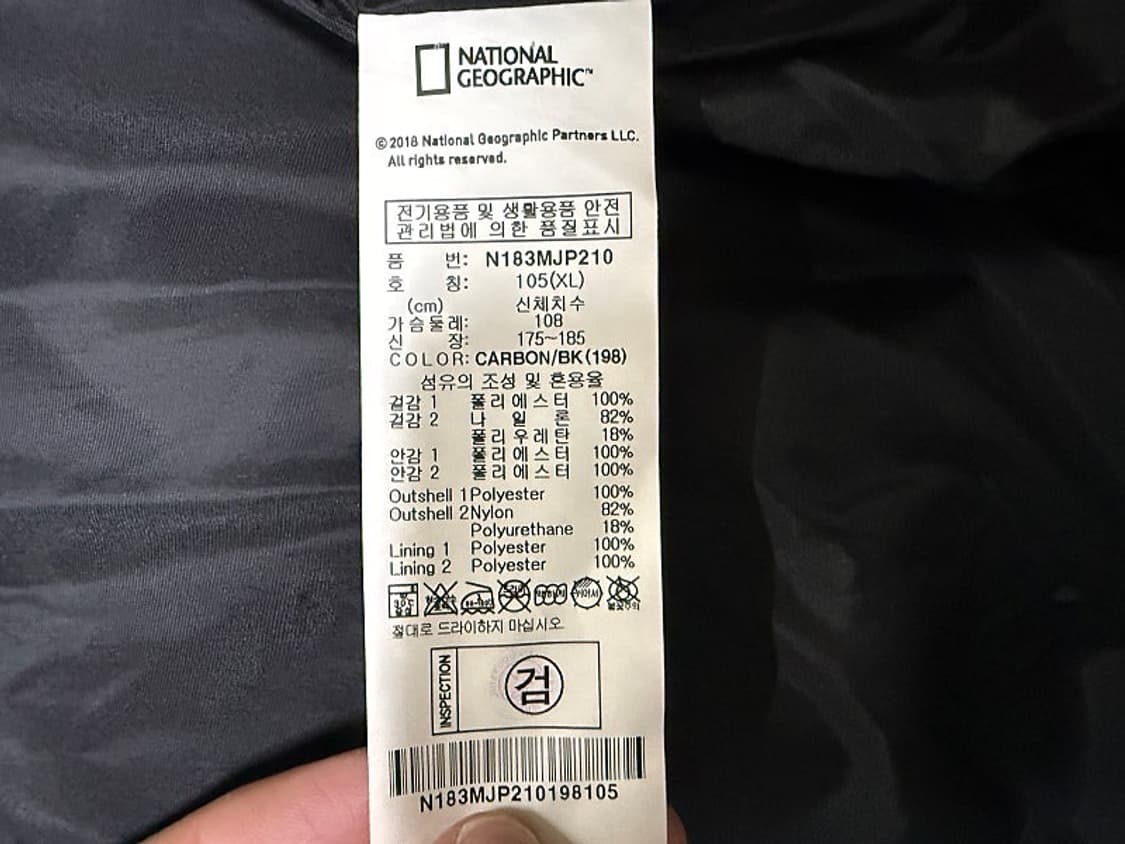 NATIONAL
GEOGRAPHIC™
©2018 National Geographic Partners LLC.
All rights reserved.
전기용품 및 생활용품 안전
관리법에 의한 품질표시
품 번: N183MJP210
호 칭: 105(XL)
(cm) 신체치수
가슴둘레: 108
신 장: 175~185
COLOR: CARBON/BK(198)
섬유의 조성 및 혼용율
겉감 1 폴리에스터 100%
겉감 2 나 일 론 82%
폴리우레탄 18%
안감 1 폴리에스터 100%
안감 2 폴리에스터 100%
Outshell 1 Polyester 100%
Outshell 2 Nylon 82%
Polyurethane 18%
Lining 1 Polyester 100%
Lining 2 Polyester 100%
절대로 드라이하지 마십시오
INSPECTION
검
N183MJP210198105